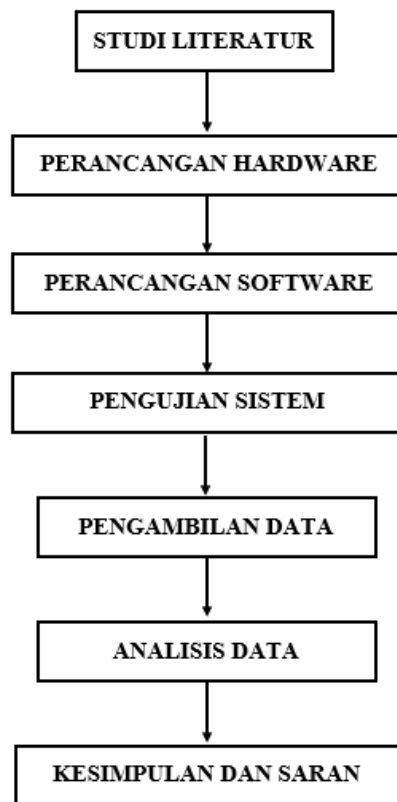 STUDI LITERATUR
PERANCANGAN HARDWARE
PERANCANGAN SOFTWARE
PENGUJIAN SISTEM
PENGAMBILAN DATA
ANALISIS DATA
KESIMPULAN DAN SARAN